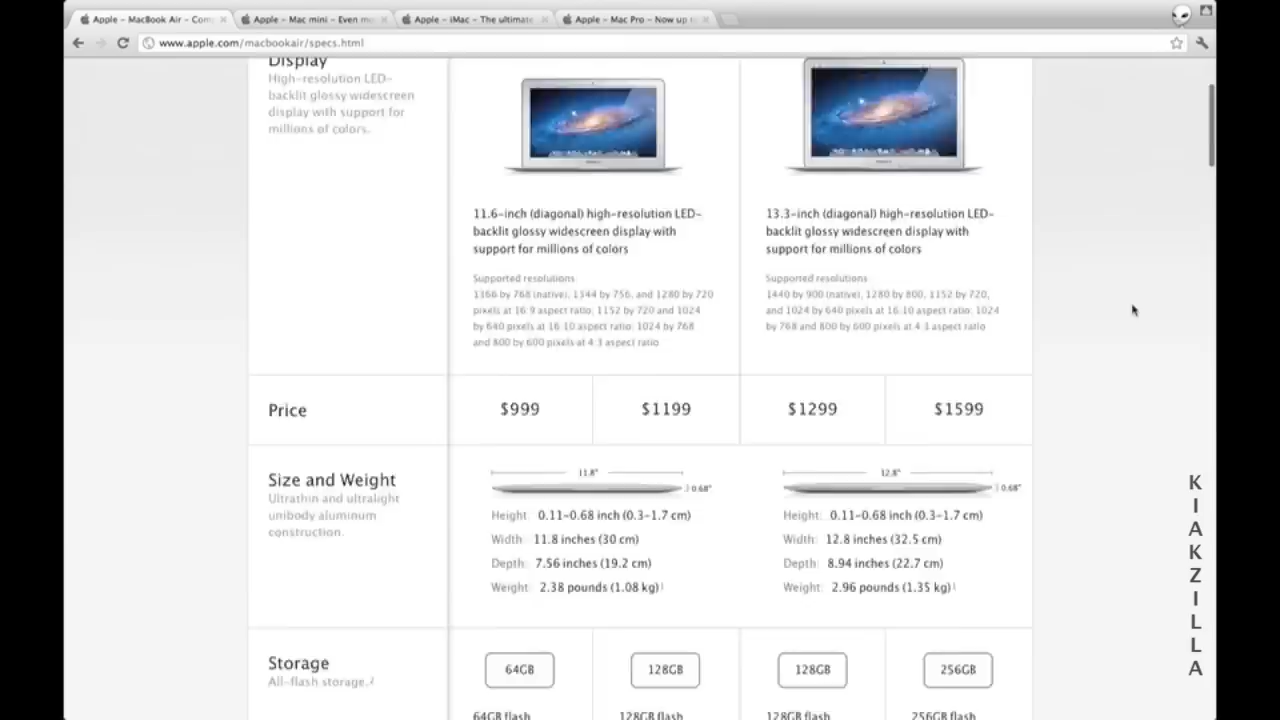 Apple - MacBook Air - Com
Apple - Mac mini - Even mo
Apple - iMac - The ultimate
Apple - Mac Pro - Now up
www.apple.com/macbookair/specs.html
Display
High-resolution LED-
backlit glossy widescreen
display with support for
millions of colors.
11.6-inch (diagonal) high-resolution LED-
backlit glossy widescreen display with
support for millions of colors
Supported resolutions
1366 by 768 (native), 1344 by 756, and 1280 by 720
pixels at 16:9 aspect ratio; 1152 by 720 and 1024
by 640 pixels at 16:10 aspect ratio; 1024 by 768
and 800 by 600 pixels at 4:3 aspect ratio
13.3-inch (diagonal) high-resolution LED-
backlit glossy widescreen display with
support for millions of colors
Supported resolutions
1440 by 900 (native), 1280 by 800, 1152 by 720,
and 1024 by 640 pixels at 16:10 aspect ratio; 1024
by 768 and 800 by 600 pixels at 4:3 aspect ratio
Price
$999
$1199
$1299
$1599
Size and Weight
Ultrathin and ultralight
unibody aluminum
construction.
11.8"
0.68"
Height: 0.11-0.68 inch (0.3-1.7 cm)
Width: 11.8 inches (30 cm)
Depth: 7.56 inches (19.2 cm)
Weight: 2.38 pounds (1.08 kg)1
12.8"
0.68"
Height: 0.11-0.68 inch (0.3-1.7 cm)
Width: 12.8 inches (32.5 cm)
Depth: 8.94 inches (22.7 cm)
Weight: 2.96 pounds (1.35 kg)1
Storage
All-flash storage.2
64GB
128GB
128GB
256GB
64GB flash
128GB flash
128GB flash
256GB flash
KIAKZILLA